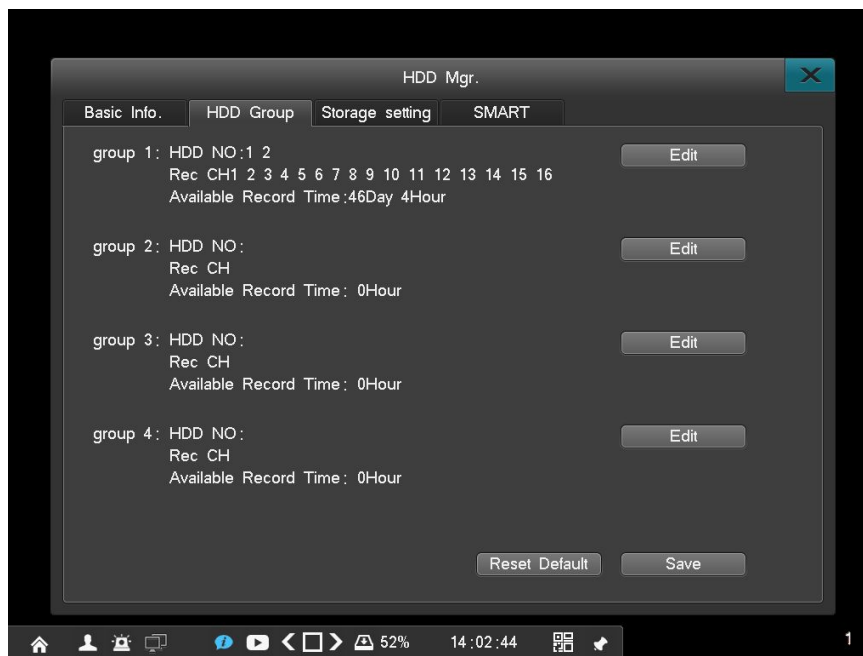 HDD Mgr.
Basic Info. HDD Group Storage setting SMART
group 1: HDD NO:1 2 Edit
Rec CH1 2 3 4 5 6 7 8 9 10 11 12 13 14 15 16
Available Record Time:46Day 4Hour
group 2: HDD NO: Edit
Rec CH
Available Record Time: 0Hour
group 3: HDD NO: Edit
Rec CH
Available Record Time: 0Hour
group 4: HDD NO: Edit
Rec CH
Available Record Time: 0Hour
Reset Default Save
52% 14:02:44 1